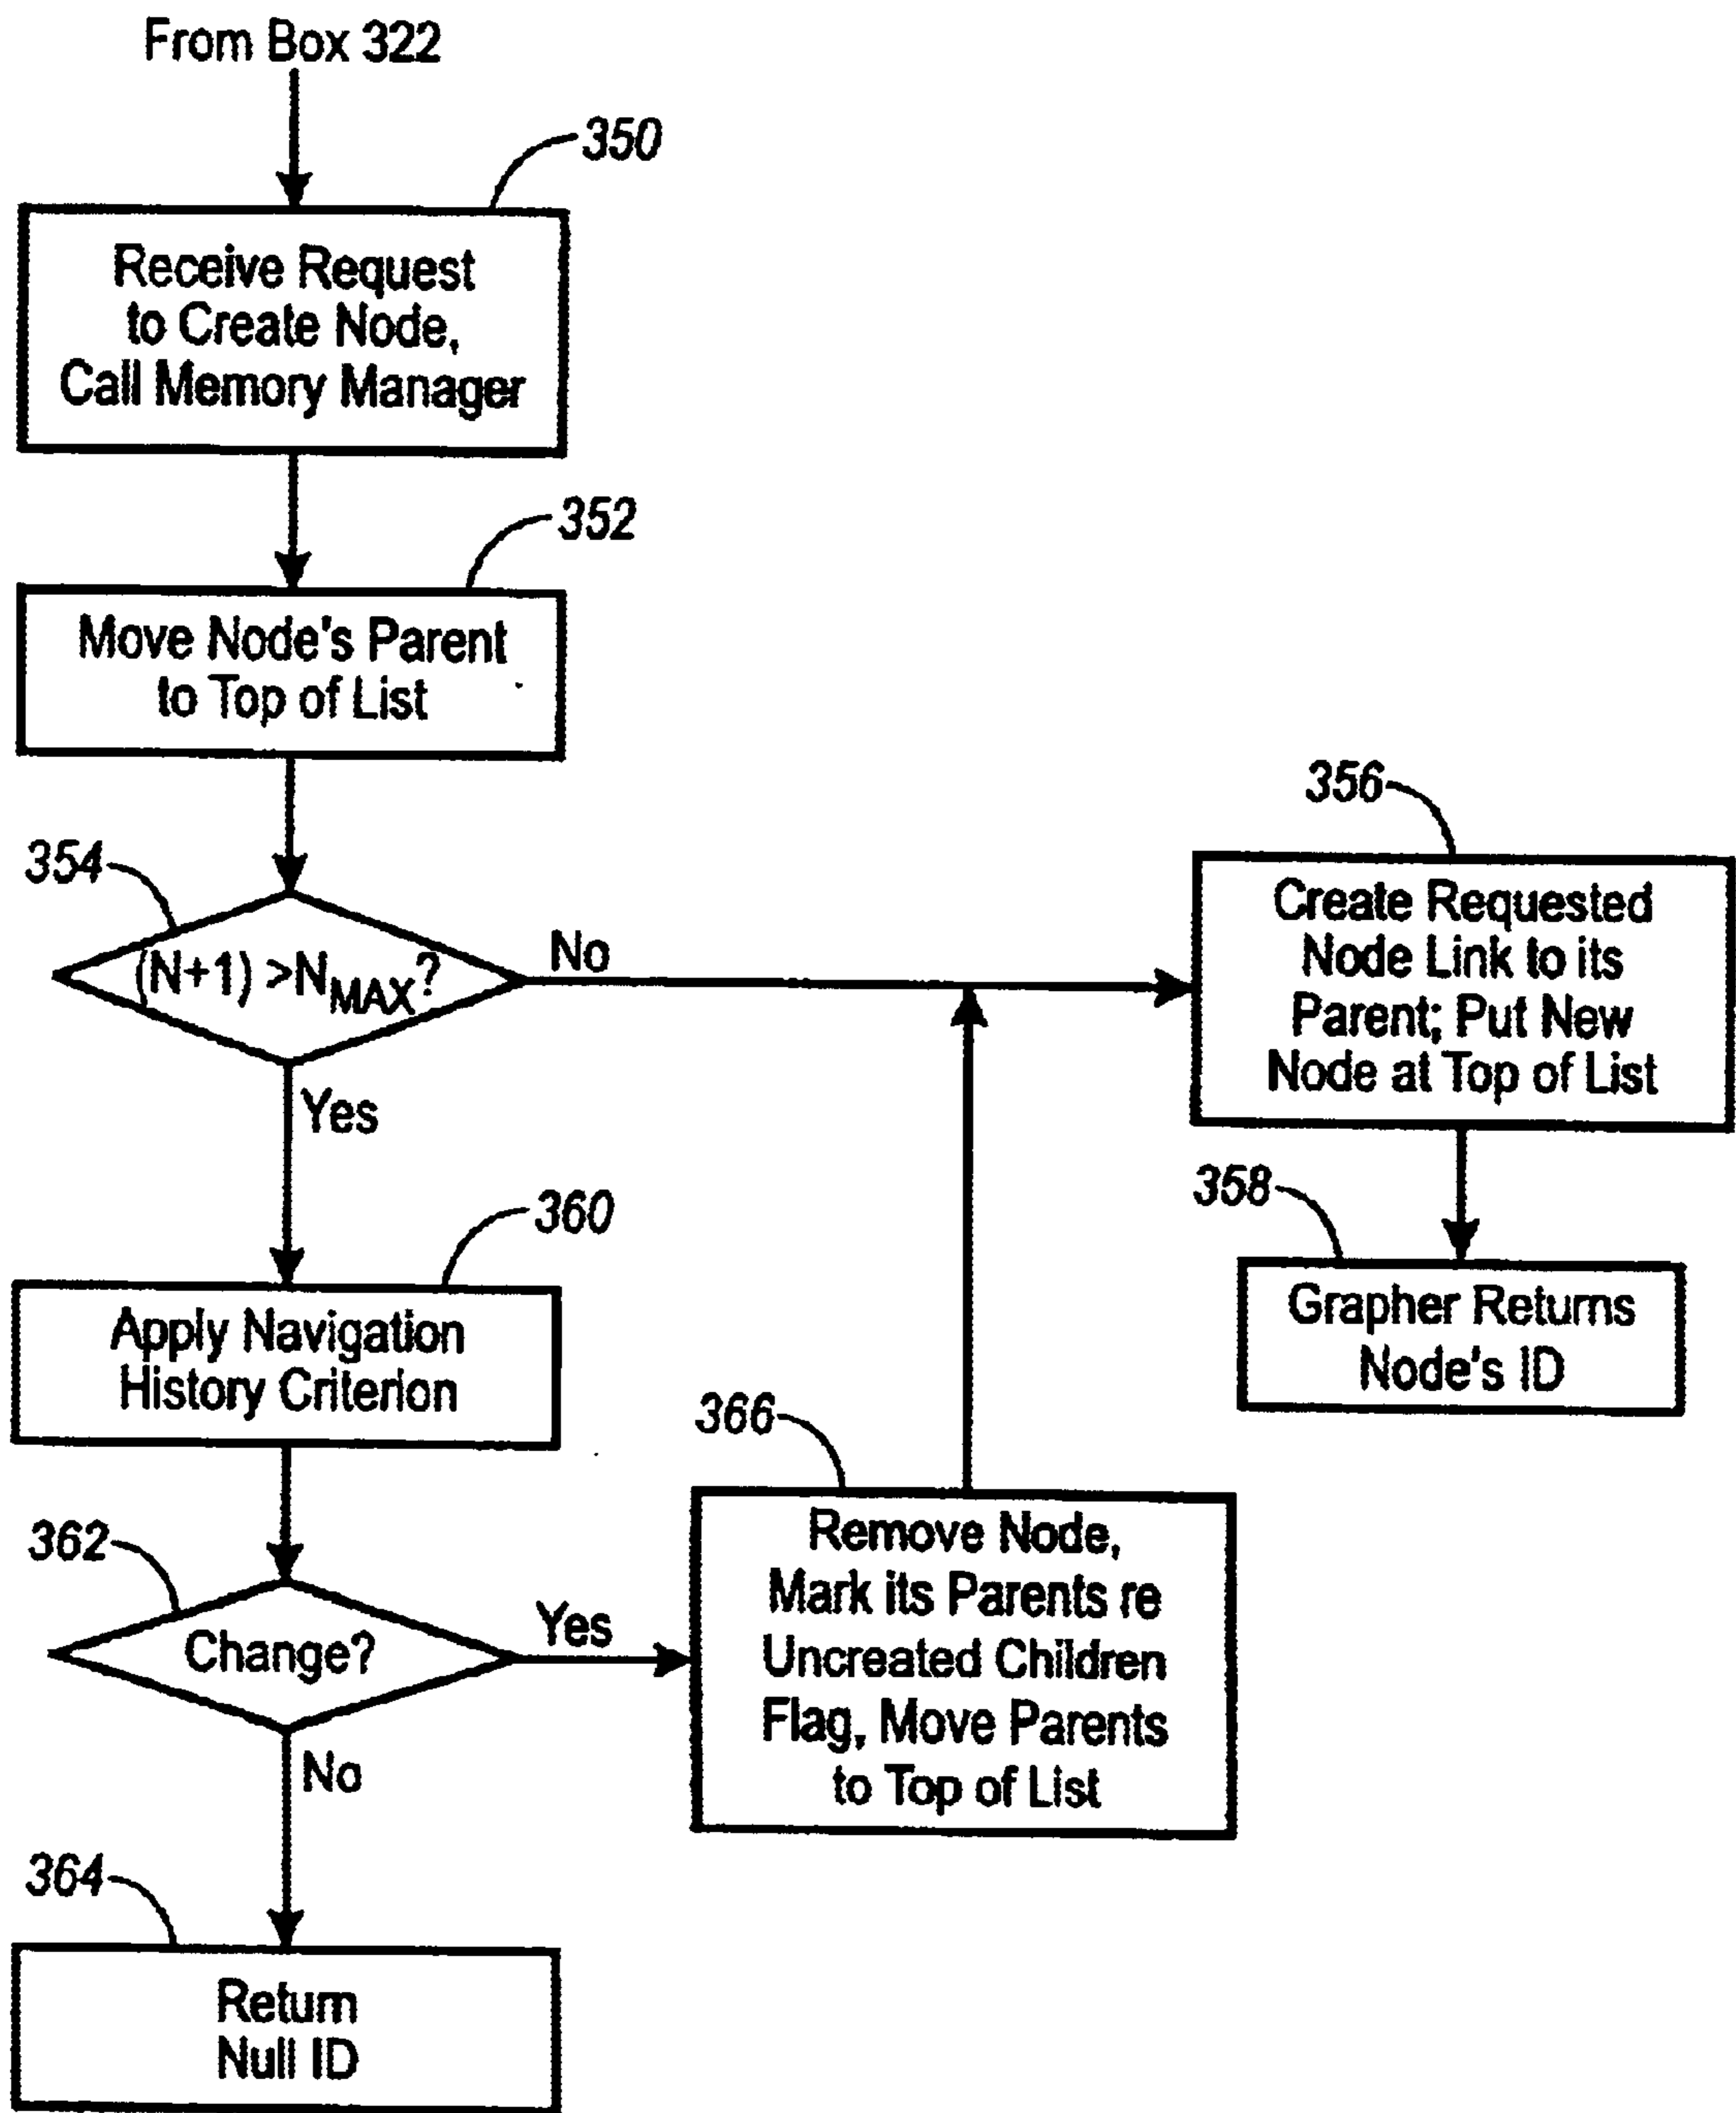 From Box 322
350
Receive Request
to Create Node,
Call Memory Manager
352
Move Node's Parent
to Top of List
354
(N+1) >NMAX?
No
Yes
356
Create Requested
Node Link to its
Parent; Put New
Node at Top of List
358
Grapher Returns
Node's ID
360
Apply Navigation
History Criterion
362
Change?
Yes
No
366
Remove Node,
Mark its Parents re
Uncreated Children
Flag, Move Parents
to Top of List
364
Return
Null ID